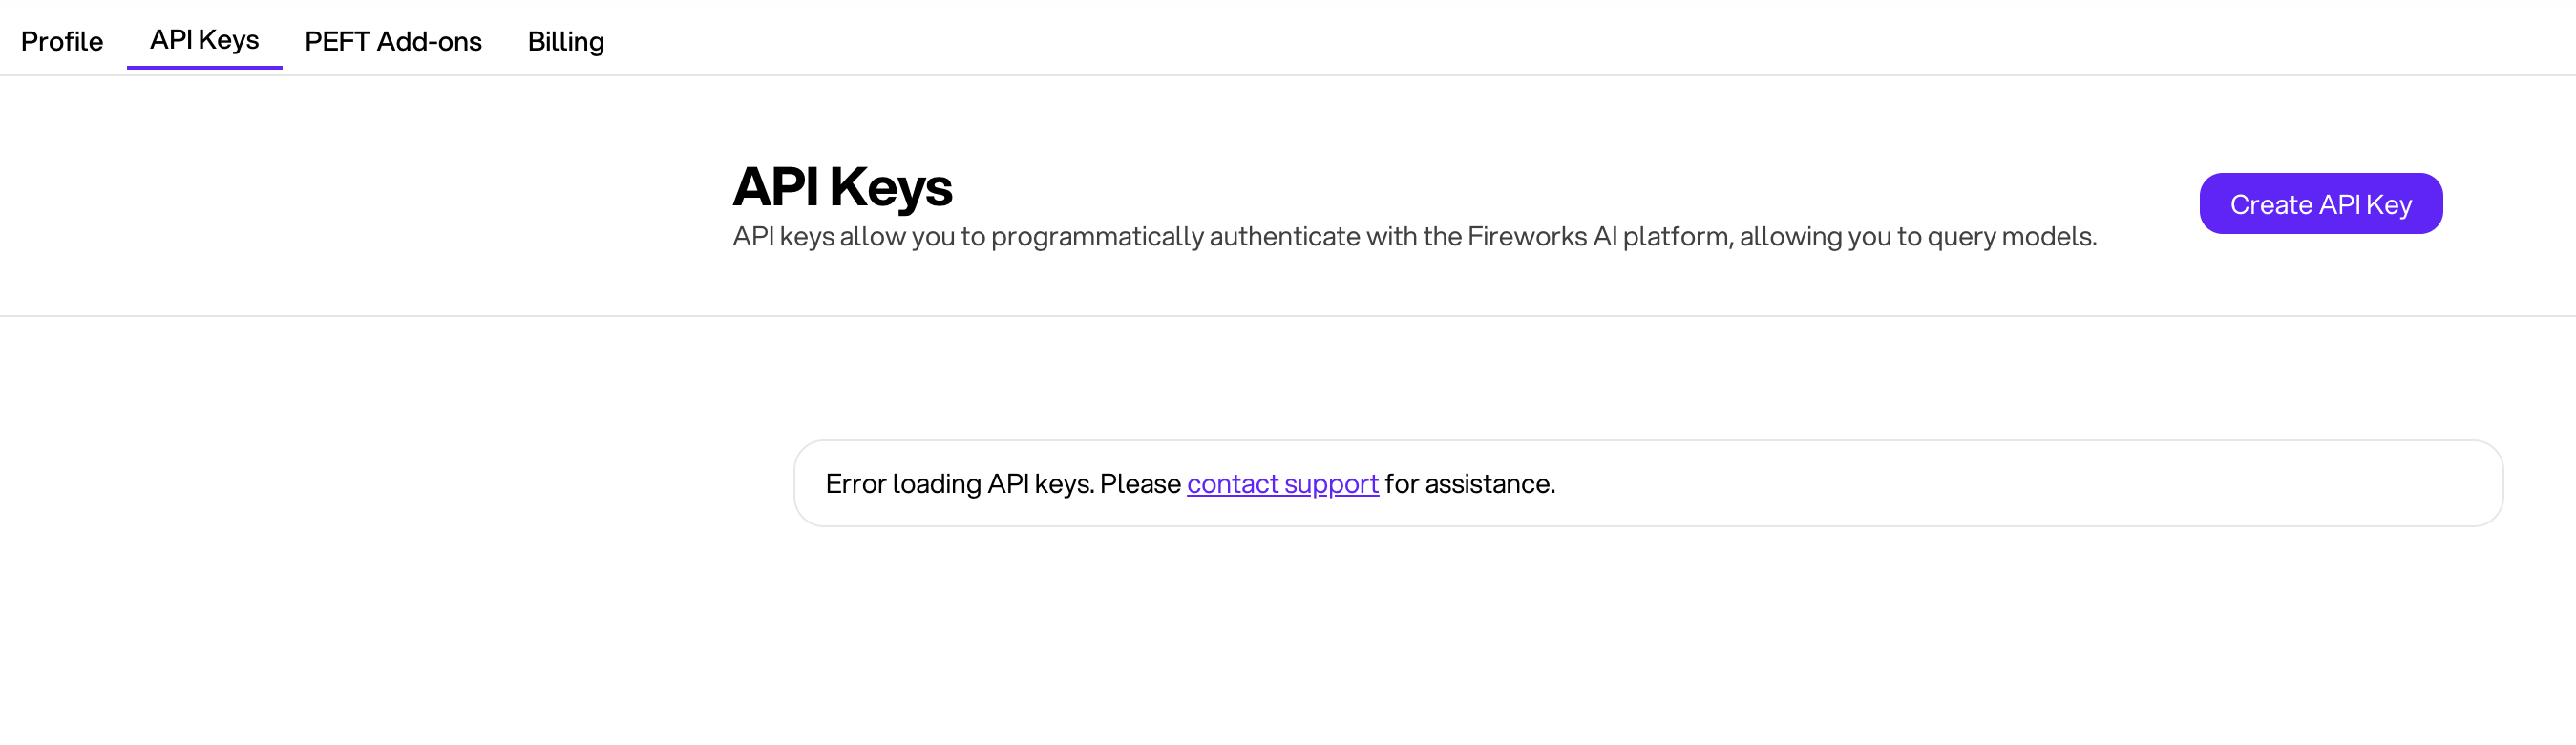 Profile API Keys PEFT Add-ons Billing
API Keys
Create API Key
API keys allow you to programmatically authenticate with the Fireworks AI platform, allowing you to query models.
Error loading API keys. Please contact support for assistance.